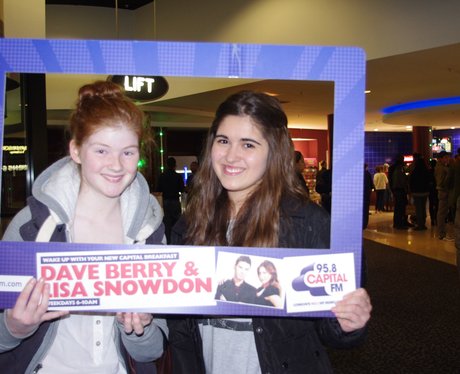 LIFT
WAKE UP WITH YOUR NEW CAPITAL BREAKFAST
DAVE BERRY &
LISA SNOWDON
WEEKDAYS 6-10AM
95.8
CAPITAL
FM
m.com